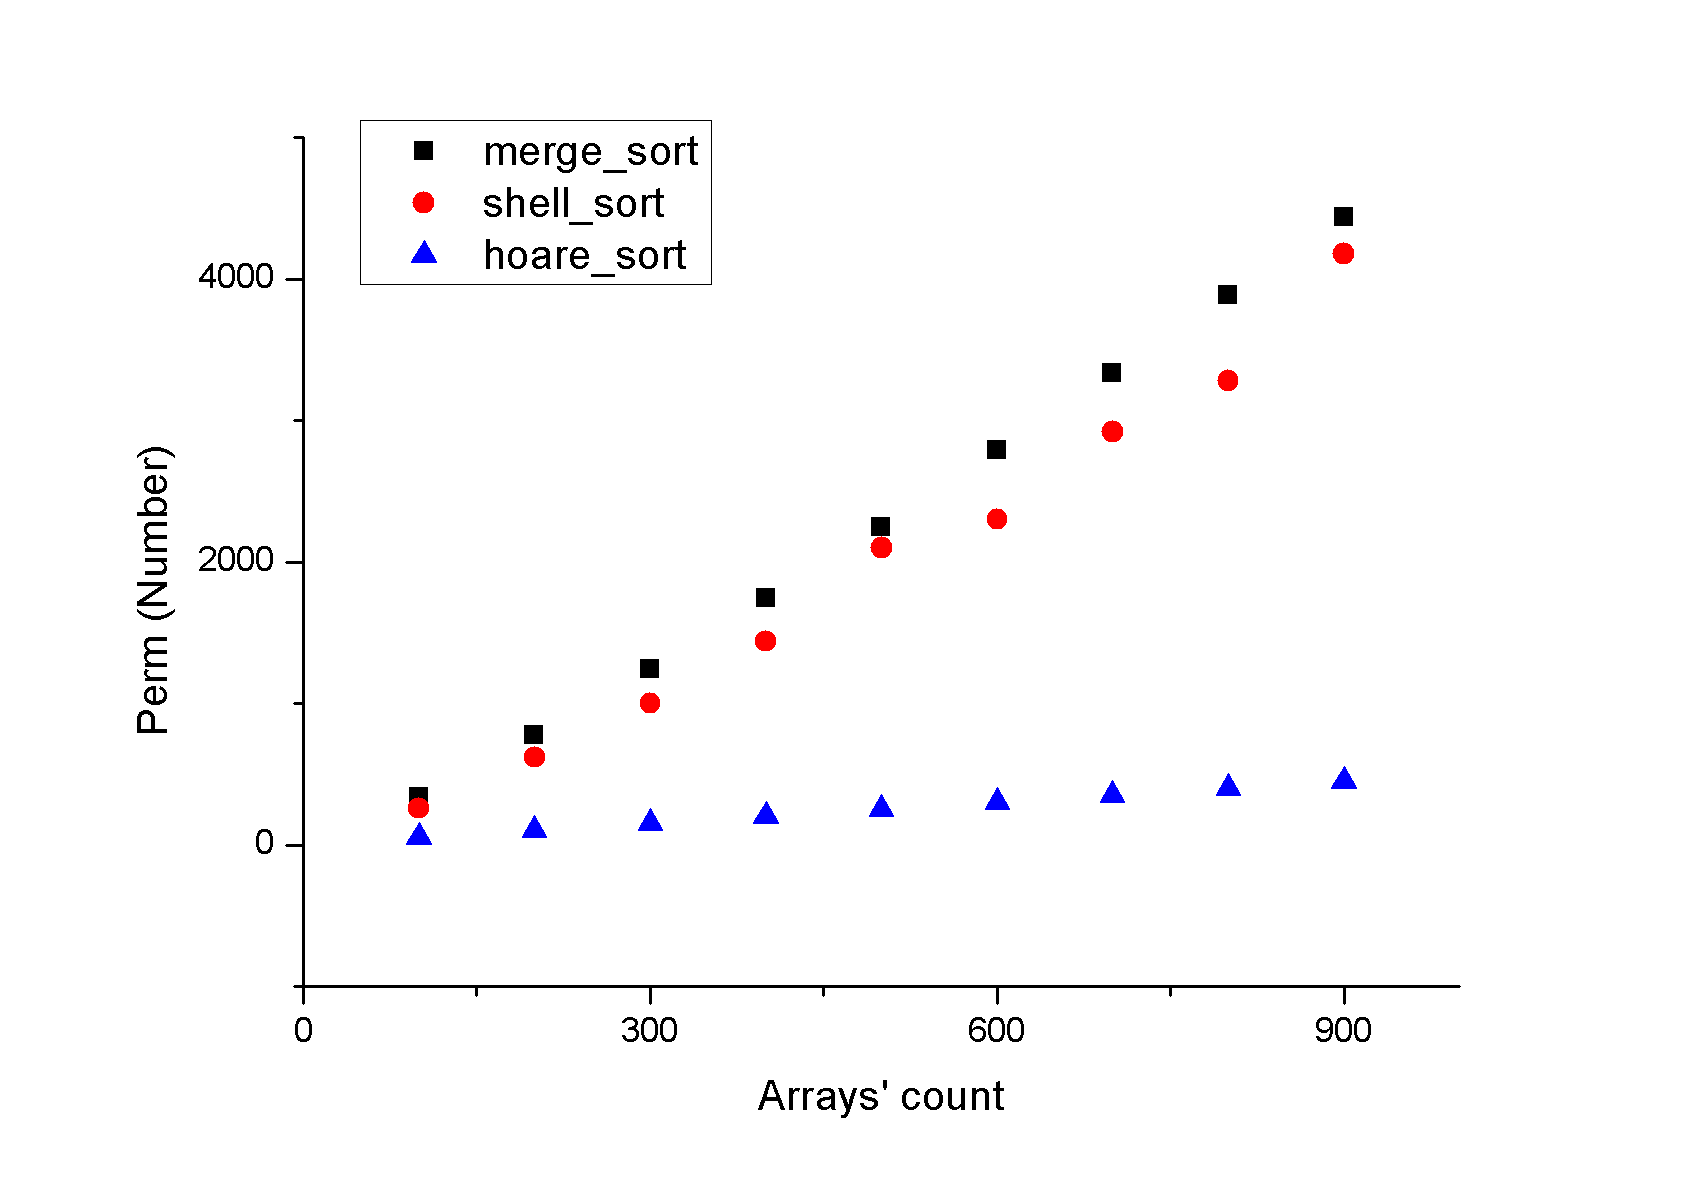 merge_sort
shell_sort
hoare_sort
4000
2000
0
Perm (Number)
0 300 600 900
Arrays' count